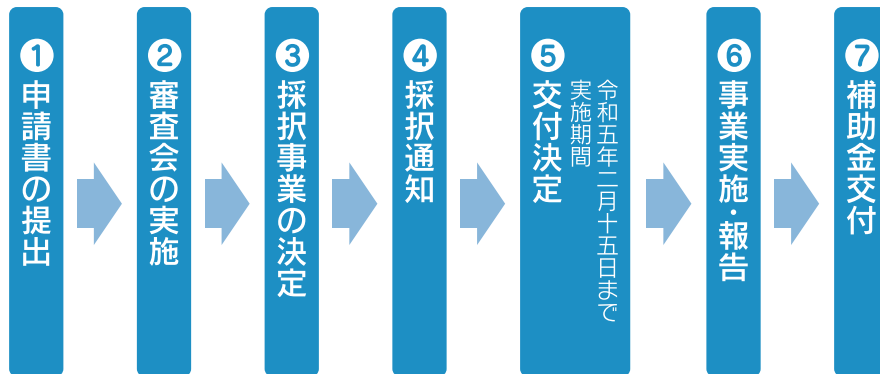 ❶申請書の提出
❷審査会の実施
❸採択事業の決定
❹採択通知
❺交付決定
実施期間
令和五年二月十五日まで
❻事業実施・報告
❼補助金交付